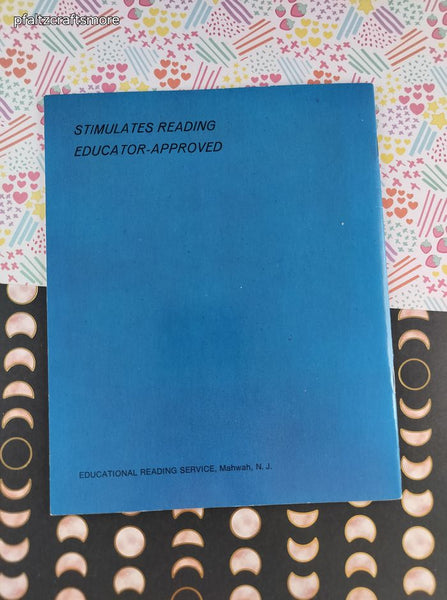 pfaltzcraftsmore
STIMULATES READING
EDUCATOR-APPROVED
EDUCATIONAL READING SERVICE, Mahwah, N. J.